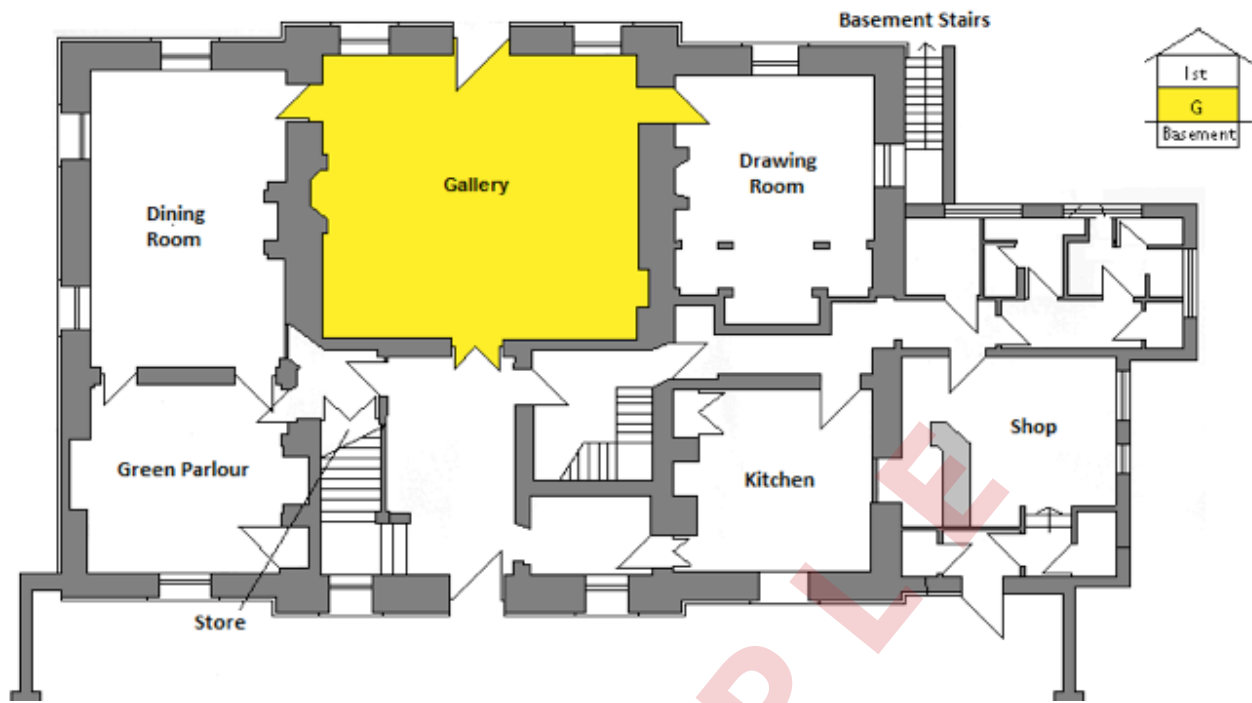 Basement Stairs
1st
G
Basement
Gallery
Drawing
Room
Dining
Room
Shop
Green Parlour
Kitchen
Store
P L E